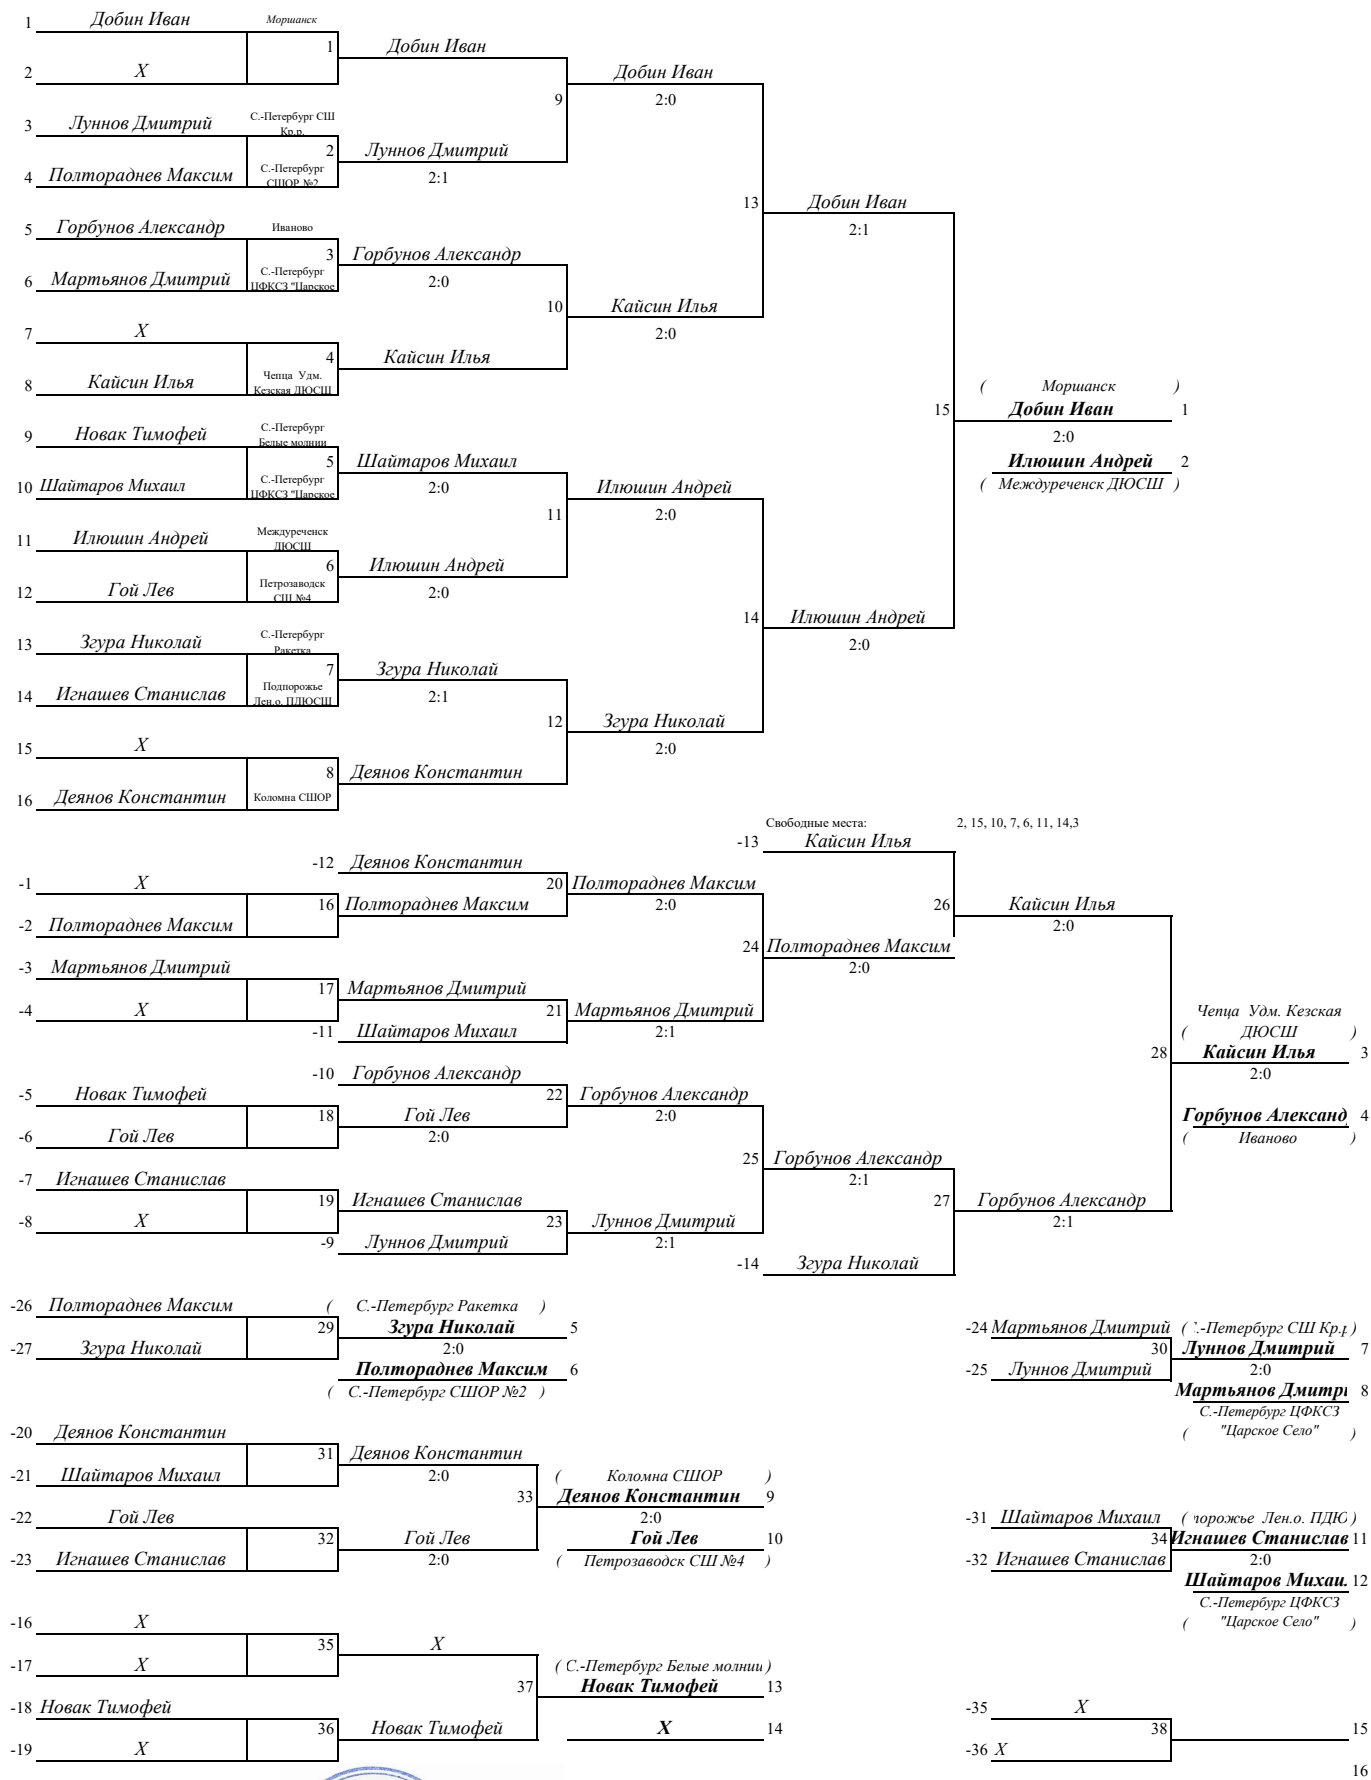 1 Добин Иван Моршанск
1 Добин Иван
2 X Добин Иван
9 2:0
3 Луннов Дмитрий С.-Петербург СШ Кр.р.
2 Луннов Дмитрий
4 Полтораднев Максим С.-Петербург СШОР №2 2:1
13 Добин Иван
5 Горбунов Александр Иваново 2:1
3 Горбунов Александр
6 Мартьянов Дмитрий С.-Петербург ЦФКСЗ "Царское 2:0
10 Кайсин Илья
7 X 2:0
4 Кайсин Илья
8 Кайсин Илья Чепца Удм. Кезская ДЮСШ
( Моршанск )
15 Добин Иван 1
9 Новак Тимофей С.-Петербург Белые молнии 2:0
5 Шайтаров Михаил Илюшин Андрей 2
10 Шайтаров Михаил С.-Петербург ЦФКСЗ "Царское 2:0 Илюшин Андрей ( Междуреченск ДЮСШ )
11 2:0
11 Илюшин Андрей Междуреченск ДЮСШ
6 Илюшин Андрей
12 Гой Лев Петрозаводск СШ №4 2:0
14 Илюшин Андрей
13 Згура Николай С.-Петербург Ракетка 2:0
7 Згура Николай
14 Игнашев Станислав Подпорожье Лен.о. ПДЮСШ 2:1
12 Згура Николай
15 X 2:0
8 Деянов Константин
16 Деянов Константин Коломна СШОР
Свободные места: 2, 15, 10, 7, 6, 11, 14,3
-13 Кайсин Илья
-12 Деянов Константин
-1 X 20 Полтораднев Максим
16 Полтораднев Максим 2:0 26 Кайсин Илья
-2 Полтораднев Максим 2:0
24 Полтораднев Максим
-3 Мартьянов Дмитрий 2:0
17 Мартьянов Дмитрий
-4 X 21 Мартьянов Дмитрий Чепца Удм. Кезская
-11 Шайтаров Михаил 2:1 ( ДЮСШ )
28 Кайсин Илья 3
-10 Горбунов Александр 2:0
-5 Новак Тимофей 22 Горбунов Александр
18 Гой Лев 2:0 Горбунов Александ 4
-6 Гой Лев 2:0 ( Иваново )
25 Горбунов Александр
-7 Игнашев Станислав 2:1
19 Игнашев Станислав 27 Горбунов Александр
-8 X 23 Луннов Дмитрий 2:1
-9 Луннов Дмитрий 2:1
-14 Згура Николай
-26 Полтораднев Максим ( С.-Петербург Ракетка )
29 Згура Николай 5 -24 Мартьянов Дмитрий ( .-Петербург СШ Кр.р )
-27 Згура Николай 2:0 30 Луннов Дмитрий 7
Полтораднев Максим 6 -25 Луннов Дмитрий 2:0
( С.-Петербург СШОР №2 ) Мартьянов Дмитри 8
С.-Петербург ЦФКСЗ
-20 Деянов Константин ( "Царское Село" )
31 Деянов Константин
-21 Шайтаров Михаил 2:0 ( Коломна СШОР )
33 Деянов Константин 9
-22 Гой Лев 2:0 -31 Шайтаров Михаил ( порожье Лен.о. ПДЮ )
32 Гой Лев Гой Лев 10 34 Игнашев Станислав 11
-23 Игнашев Станислав 2:0 ( Петрозаводск СШ №4 ) -32 Игнашев Станислав 2:0
Шайтаров Михаи. 12
С.-Петербург ЦФКСЗ
-16 X ( "Царское Село" )
35 X
-17 X ( С.-Петербург Белые молнии )
37 Новак Тимофей 13
-18 Новак Тимофей -35 X
36 Новак Тимофей X 14 38 15
-19 X -36 X
16